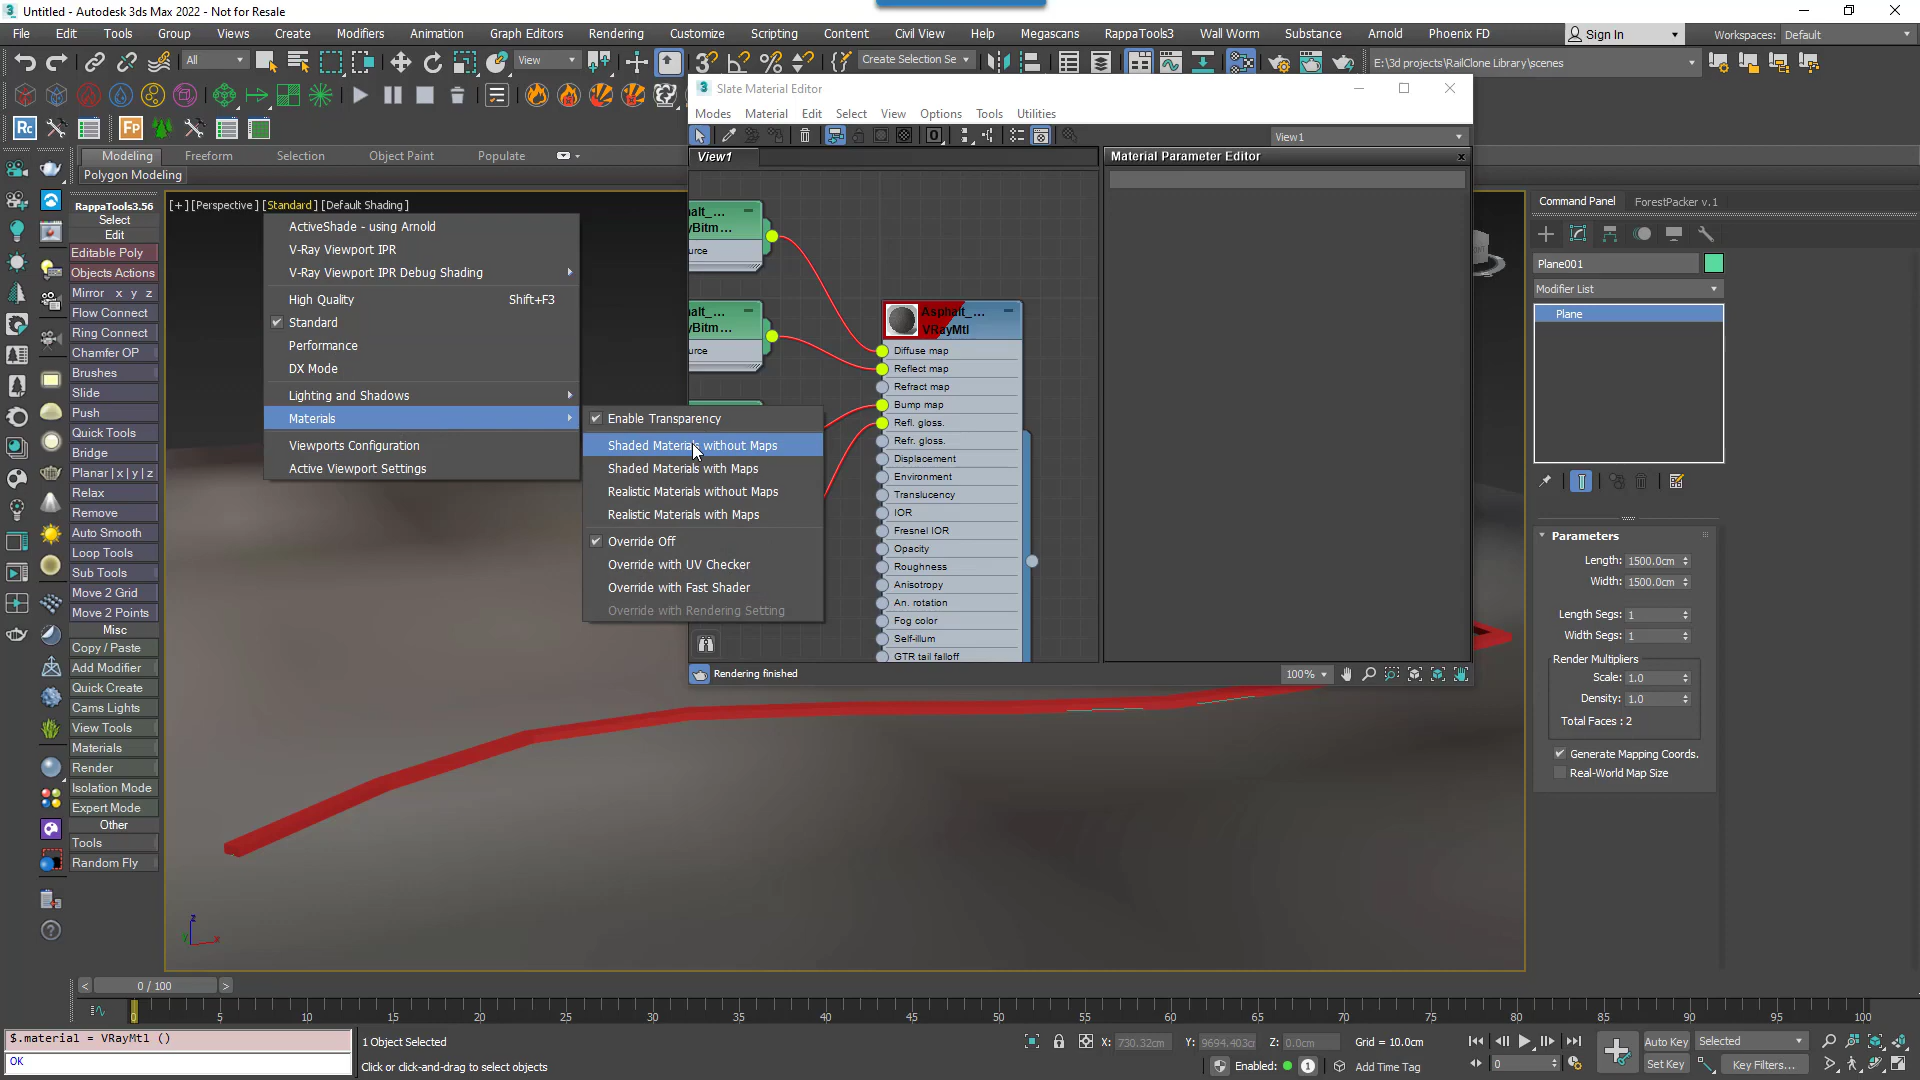 Untitled - Autodesk 3ds Max 2022 - Not for Resale
File Edit Tools Group Views Create Modifiers Animation Graph Editors Rendering Customize Scripting Content Civil View Help Megascans RappaTools3 Wall Worm Substance Arnold Phoenix FD
Sign In
Workspaces: Default
All
View
Create Selection Se
E:\3d projects\RailClone Library\scenes
Rc
FP
Modeling Freeform Selection Object Paint Populate
Polygon Modeling
RappaTools3.56
Select
Edit
Editable Poly
Objects Actions
Mirror x y z
Flow Connect
Ring Connect
Chamfer OP
Brushes
Slide
Push
Quick Tools
Bridge
Planar | x | y | z
Relax
Remove
Auto Smooth
Loop Tools
Sub Tools
Move 2 Grid
Move 2 Points
Misc
Copy / Paste
Add Modifier
Quick Create
Cams Lights
View Tools
Materials
Render
Isolation Mode
Expert Mode
Other
Tools
Random Fly
[+] [Perspective ] [Standard ] [Default Shading ]
ActiveShade - using Arnold
V-Ray Viewport IPR
V-Ray Viewport IPR Debug Shading
High Quality Shift+F3
Standard
Performance
DX Mode
Lighting and Shadows
Materials
Viewports Configuration
Active Viewport Settings
Enable Transparency
Shaded Materials without Maps
Shaded Materials with Maps
Realistic Materials without Maps
Realistic Materials with Maps
Override Off
Override with UV Checker
Override with Fast Shader
Override with Rendering Setting
Slate Material Editor
Modes Material Edit Select View Options Tools Utilities
View1
View1
Material Parameter Editor
halt_...
ayBitm...
ource
halt_...
ayBitm...
ource
Asphalt_...
VRayMtl
Diffuse map
Reflect map
Refract map
Bump map
Refl. gloss.
Refr. gloss.
Displacement
Environment
Translucency
IOR
Fresnel IOR
Opacity
Roughness
Anisotropy
An. rotation
Fog color
Self-illum
GTR tail falloff
Rendering finished
100%
Command Panel ForestPacker v.1
Plane001
Modifier List
Plane
Parameters
Length: 1500.0cm
Width: 1500.0cm
Length Segs: 1
Width Segs: 1
Render Multipliers
Scale: 1.0
Density: 1.0
Total Faces : 2
Generate Mapping Coords.
Real-World Map Size
z
y x
< 0 / 100 >
0 5 10 15 20 25 30 35 40 45 50 55 60 65 70 75 80 85 90 95 100
$.material = VRayMtl ()
OK
1 Object Selected
Click or click-and-drag to select objects
X: 730.32cm Y: 9694.403c Z: 0.0cm Grid = 10.0cm
Enabled: 1 Add Time Tag
0
Auto Key Selected
Set Key Key Filters...